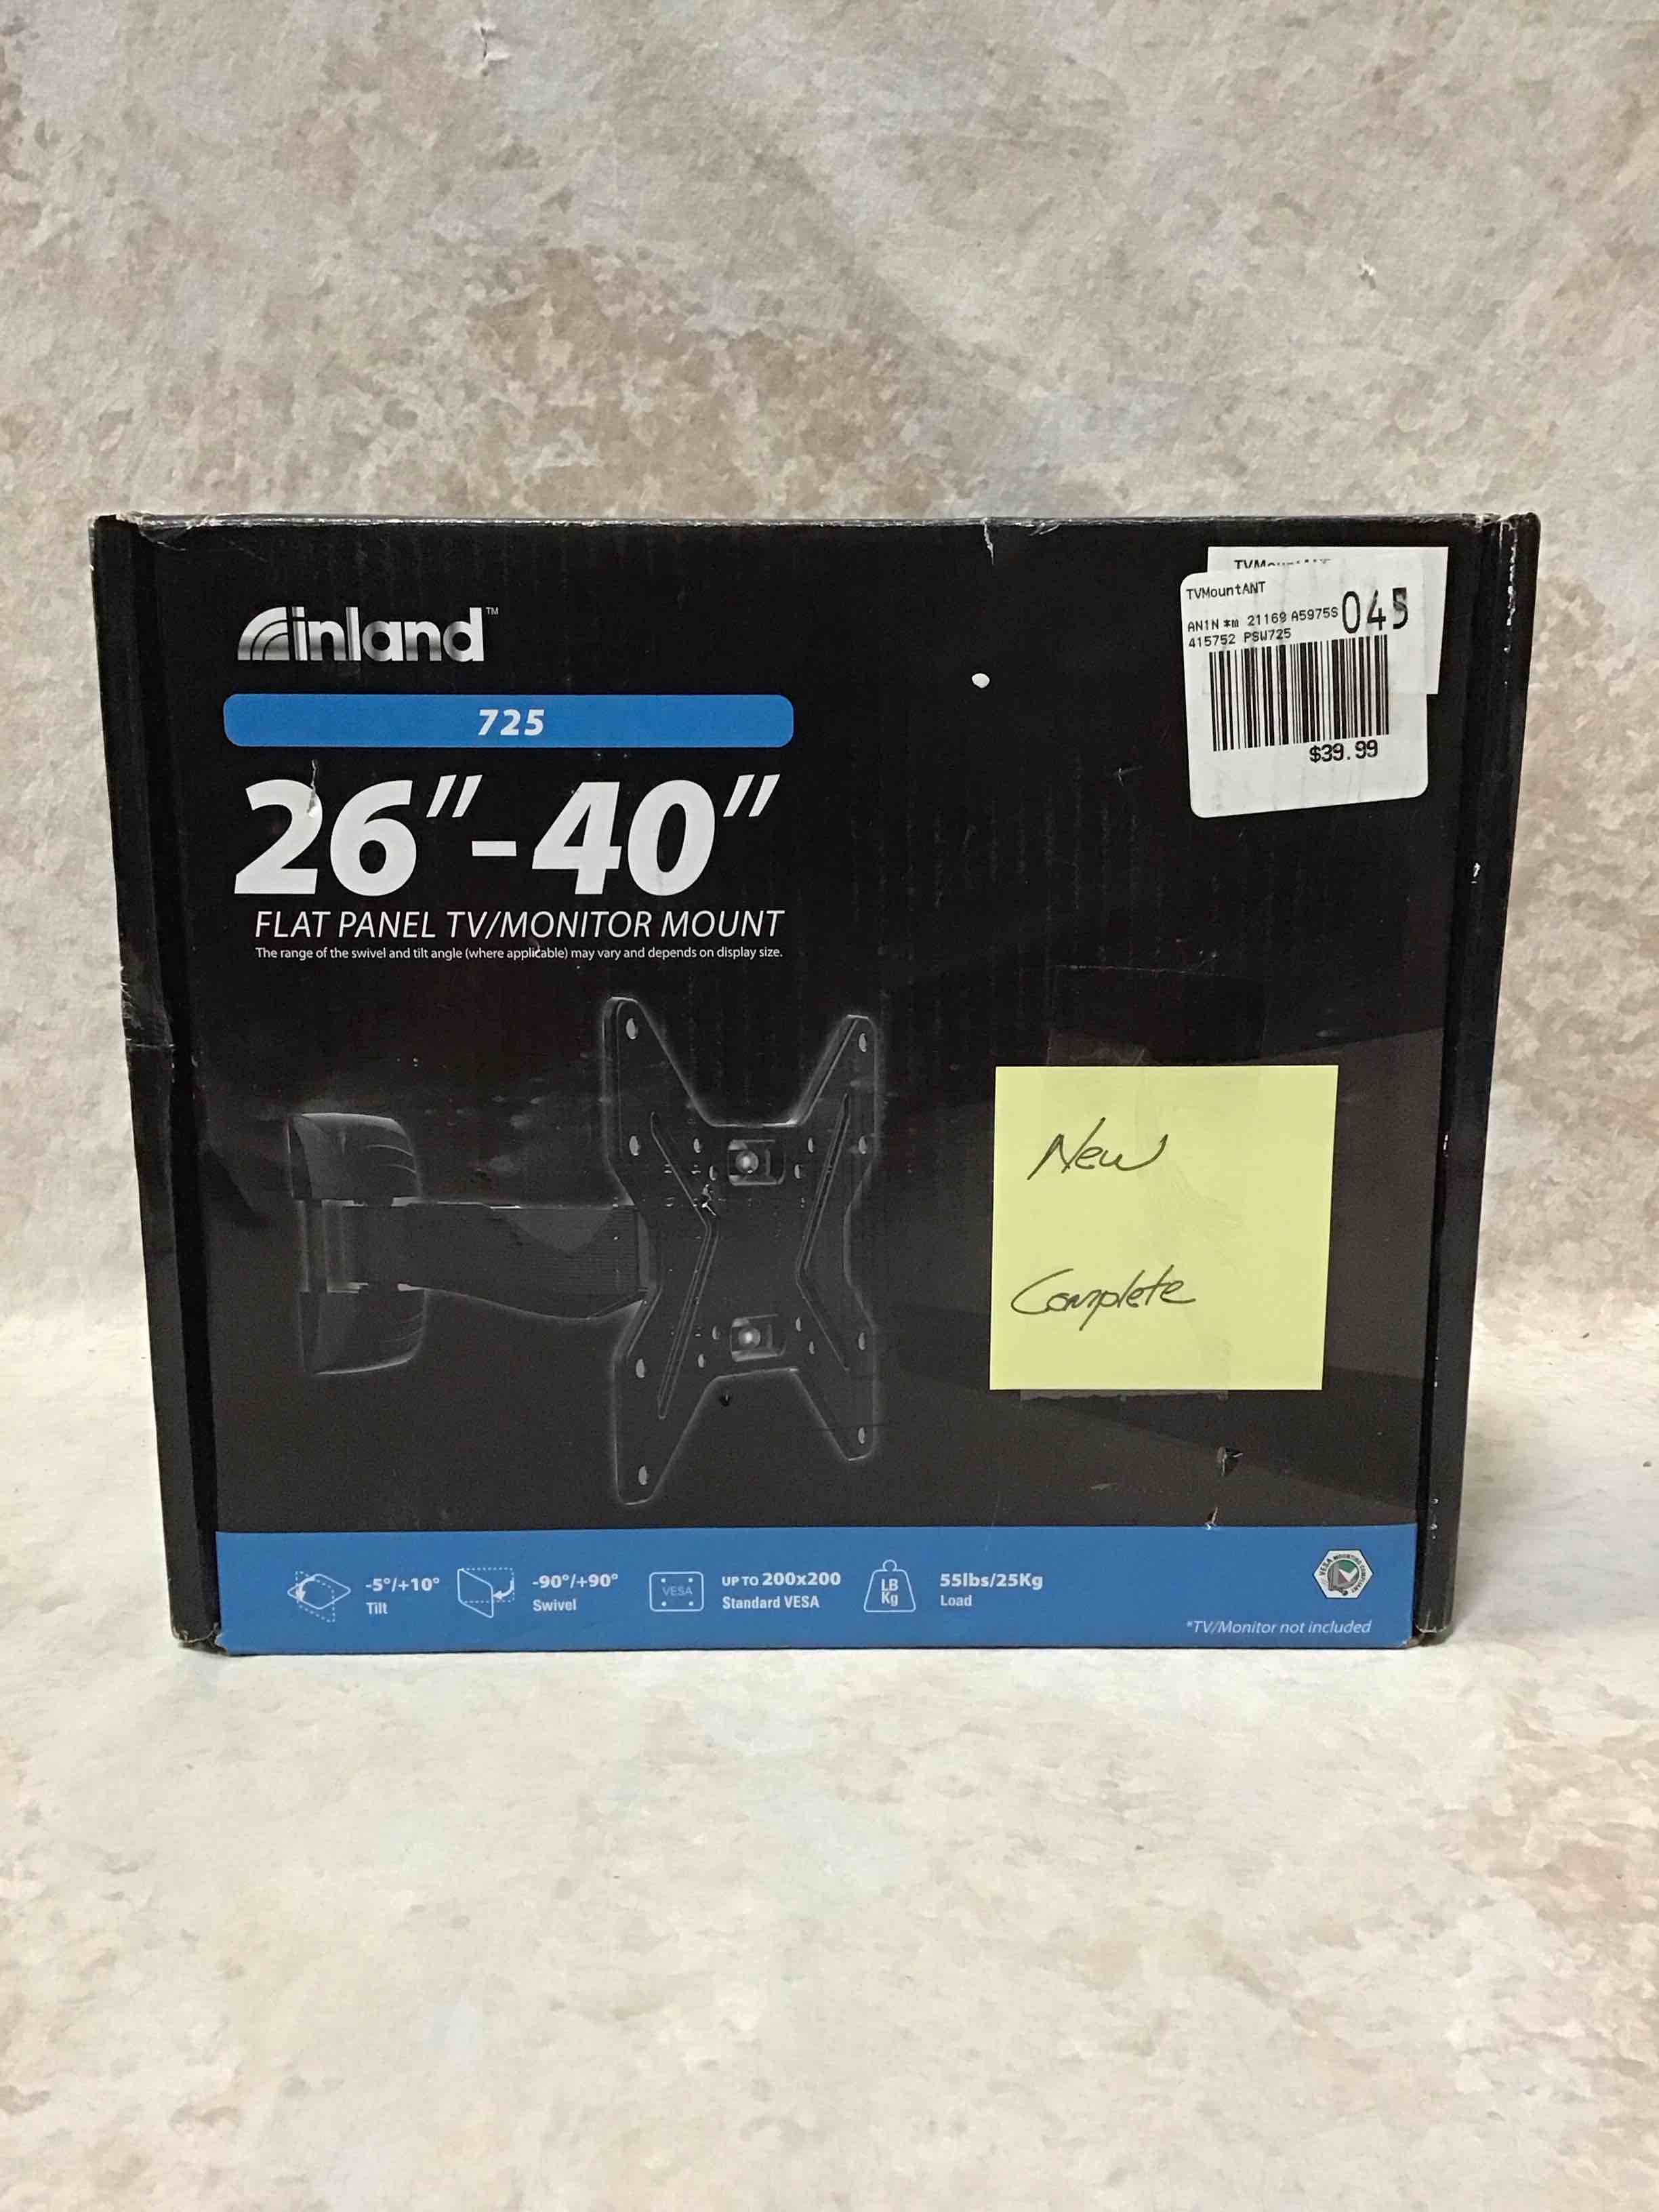 inland™
725
26"-40"
FLAT PANEL TV/MONITOR MOUNT
The range of the swivel and tilt angle (where applicable) may vary and depends on display size.
TVMountANT
TVMountANT
AN1N *m 21169 A5975S 045
415752 PSW725
$39.99
New
Complete
-5°/+10°
Tilt
-90°/+90°
Swivel
VESA
UP TO 200x200
Standard VESA
LB
Kg
55lbs/25Kg
Load
*TV/Monitor not included